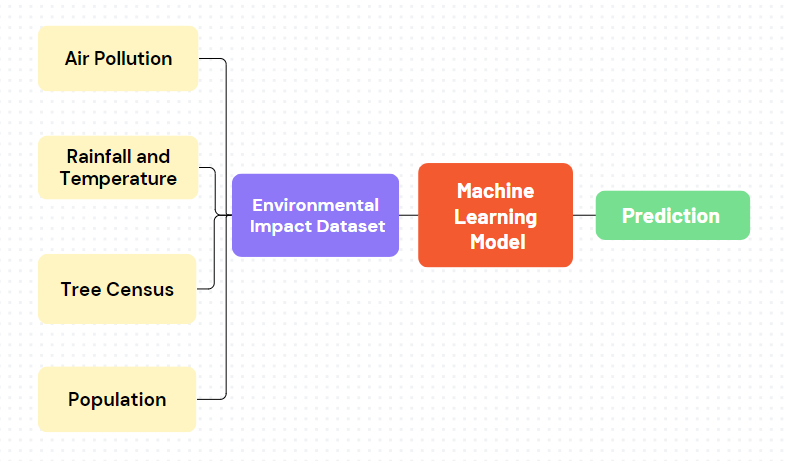 Air Pollution
Rainfall and
Temperature
Tree Census
Population
Environmental
Impact Dataset
Machine
Learning
Model
Prediction